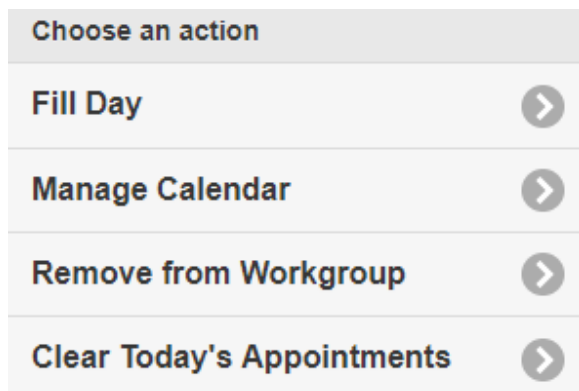 Choose an action
Fill Day
Manage Calendar
Remove from Workgroup
Clear Today's Appointments